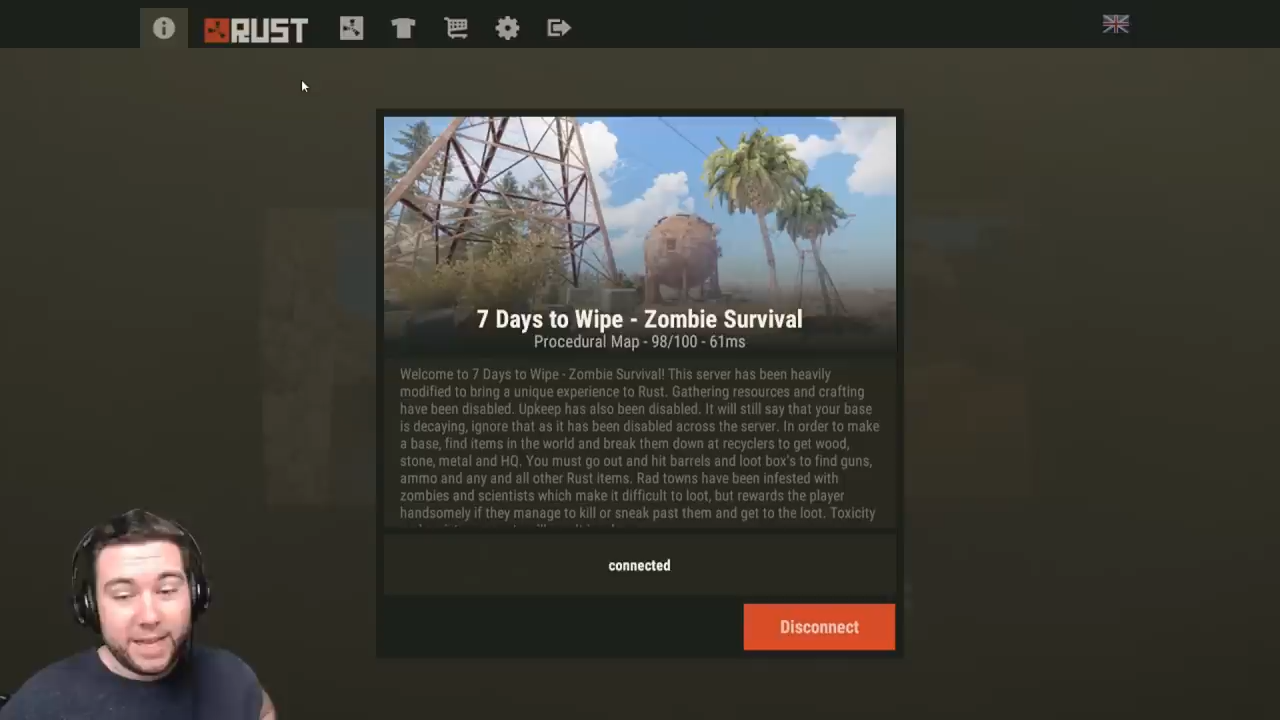 RUST
7 Days to Wipe - Zombie Survival
Procedural Map - 98/100 - 61ms
Welcome to 7 Days to Wipe - Zombie Survival! This server has been heavily
modified to bring a unique experience to Rust. Gathering resources and crafting
have been disabled. Upkeep has also been disabled. It will still say that your base
is decaying, ignore that as it has been disabled across the server. In order to make
a base, find items in the world and break them down at recyclers to get wood,
stone, metal and HQ. You must go out and hit barrels and loot box's to find guns,
ammo and any and all other Rust items. Rad towns have been infested with
zombies and scientists which make it difficult to loot, but rewards the player
handsomely if they manage to kill or sneak past them and get to the loot. Toxicity
connected
Disconnect